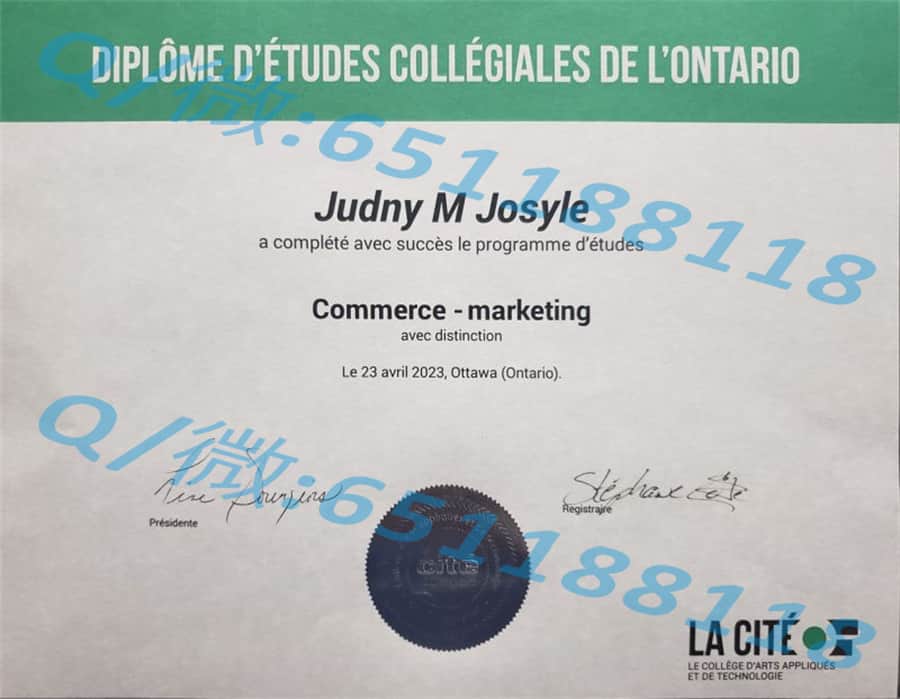 DIPLÔME D'ÉTUDES COLLÉGIALES DE L'ONTARIO
Q/微:651188118
Judny M Josyle
a complété avec succès le programme d'études
Commerce - marketing
avec distinction
Le 23 avril 2023, Ottawa (Ontario).
Q/微:651188118
Présidente
Registraire
cité
LA CITÉ
LE COLLÈGE D'ARTS APPLIQUÉS
ET DE TECHNOLOGIE